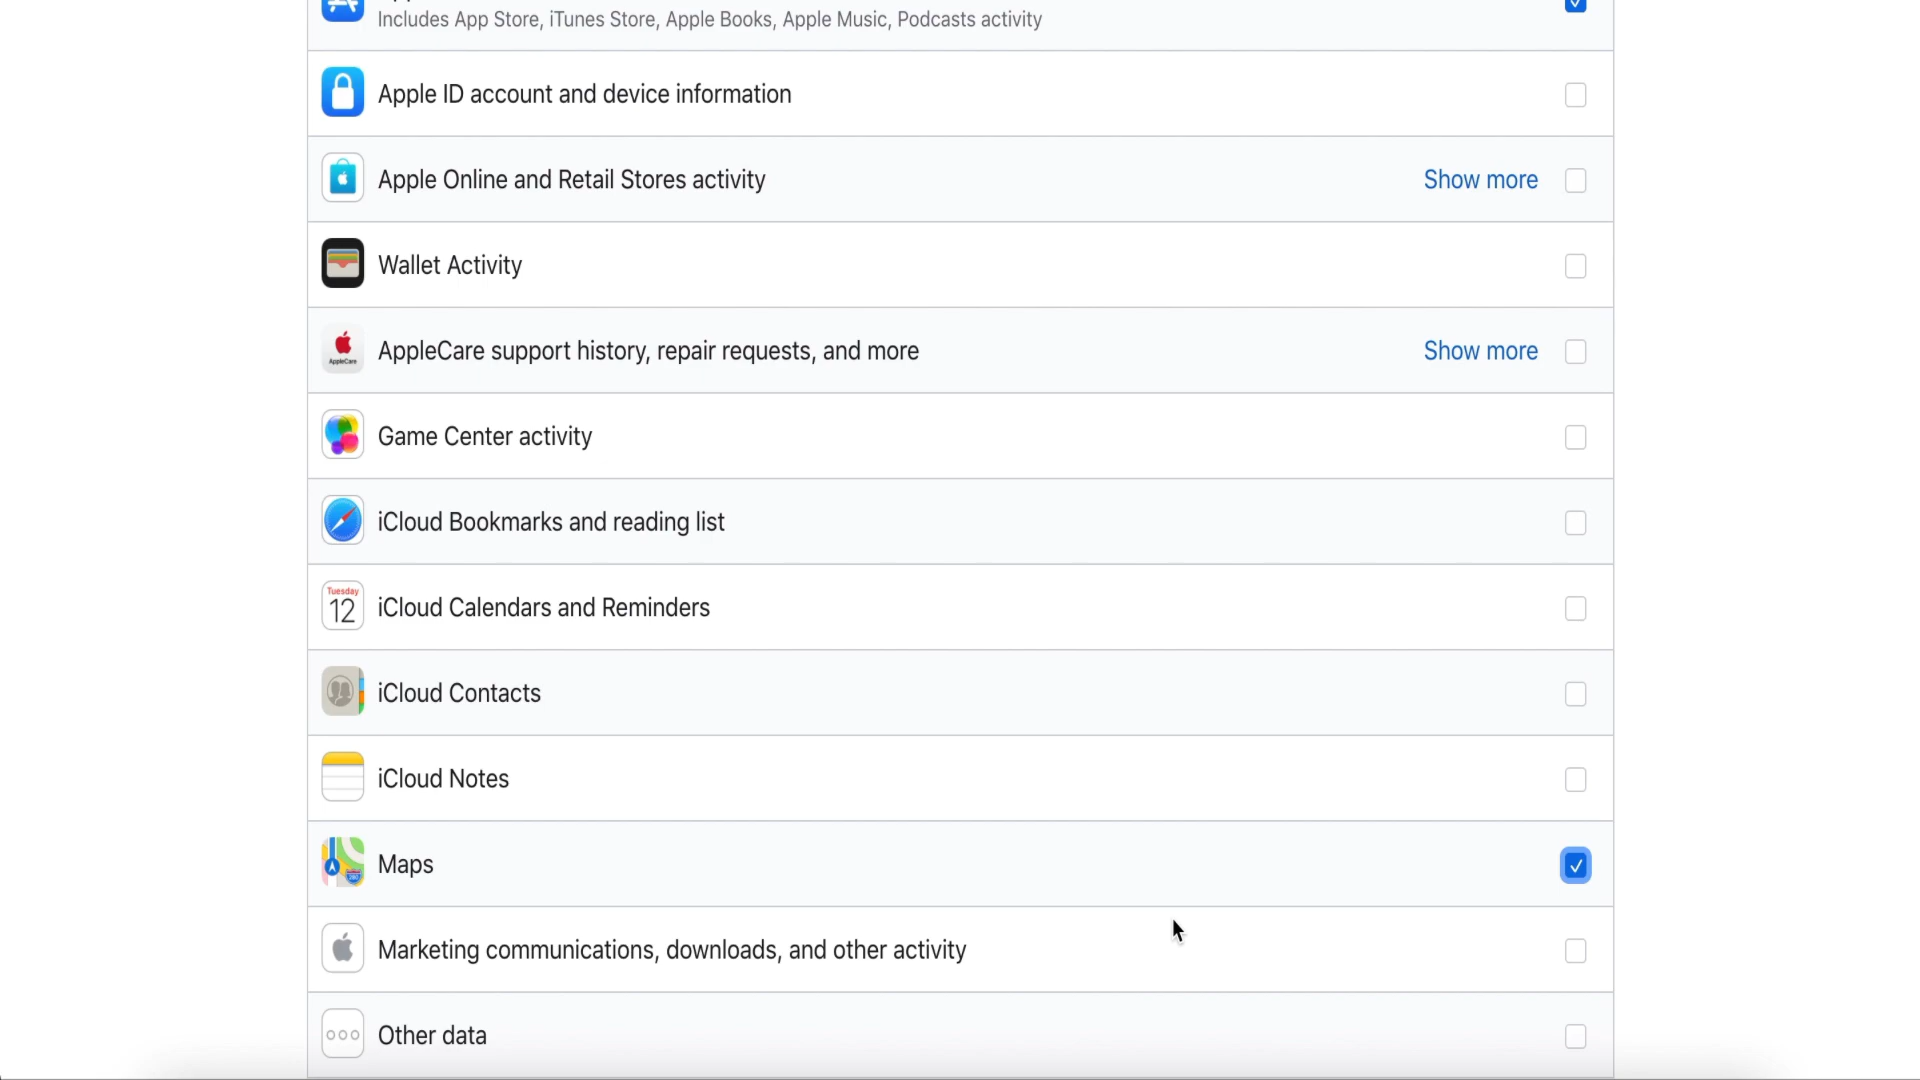 Includes App Store, iTunes Store, Apple Books, Apple Music, Podcasts activity
Apple ID account and device information
Apple Online and Retail Stores activity Show more
Wallet Activity
AppleCare support history, repair requests, and more Show more
AppleCare
Game Center activity
iCloud Bookmarks and reading list
Tuesday
12 iCloud Calendars and Reminders
iCloud Contacts
iCloud Notes
Maps
Marketing communications, downloads, and other activity
Other data